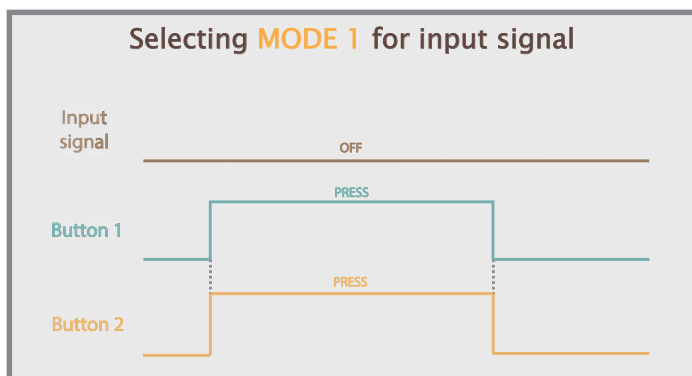 Selecting MODE 1 for input signal
Input
signal
OFF
PRESS
Button 1
PRESS
Button 2